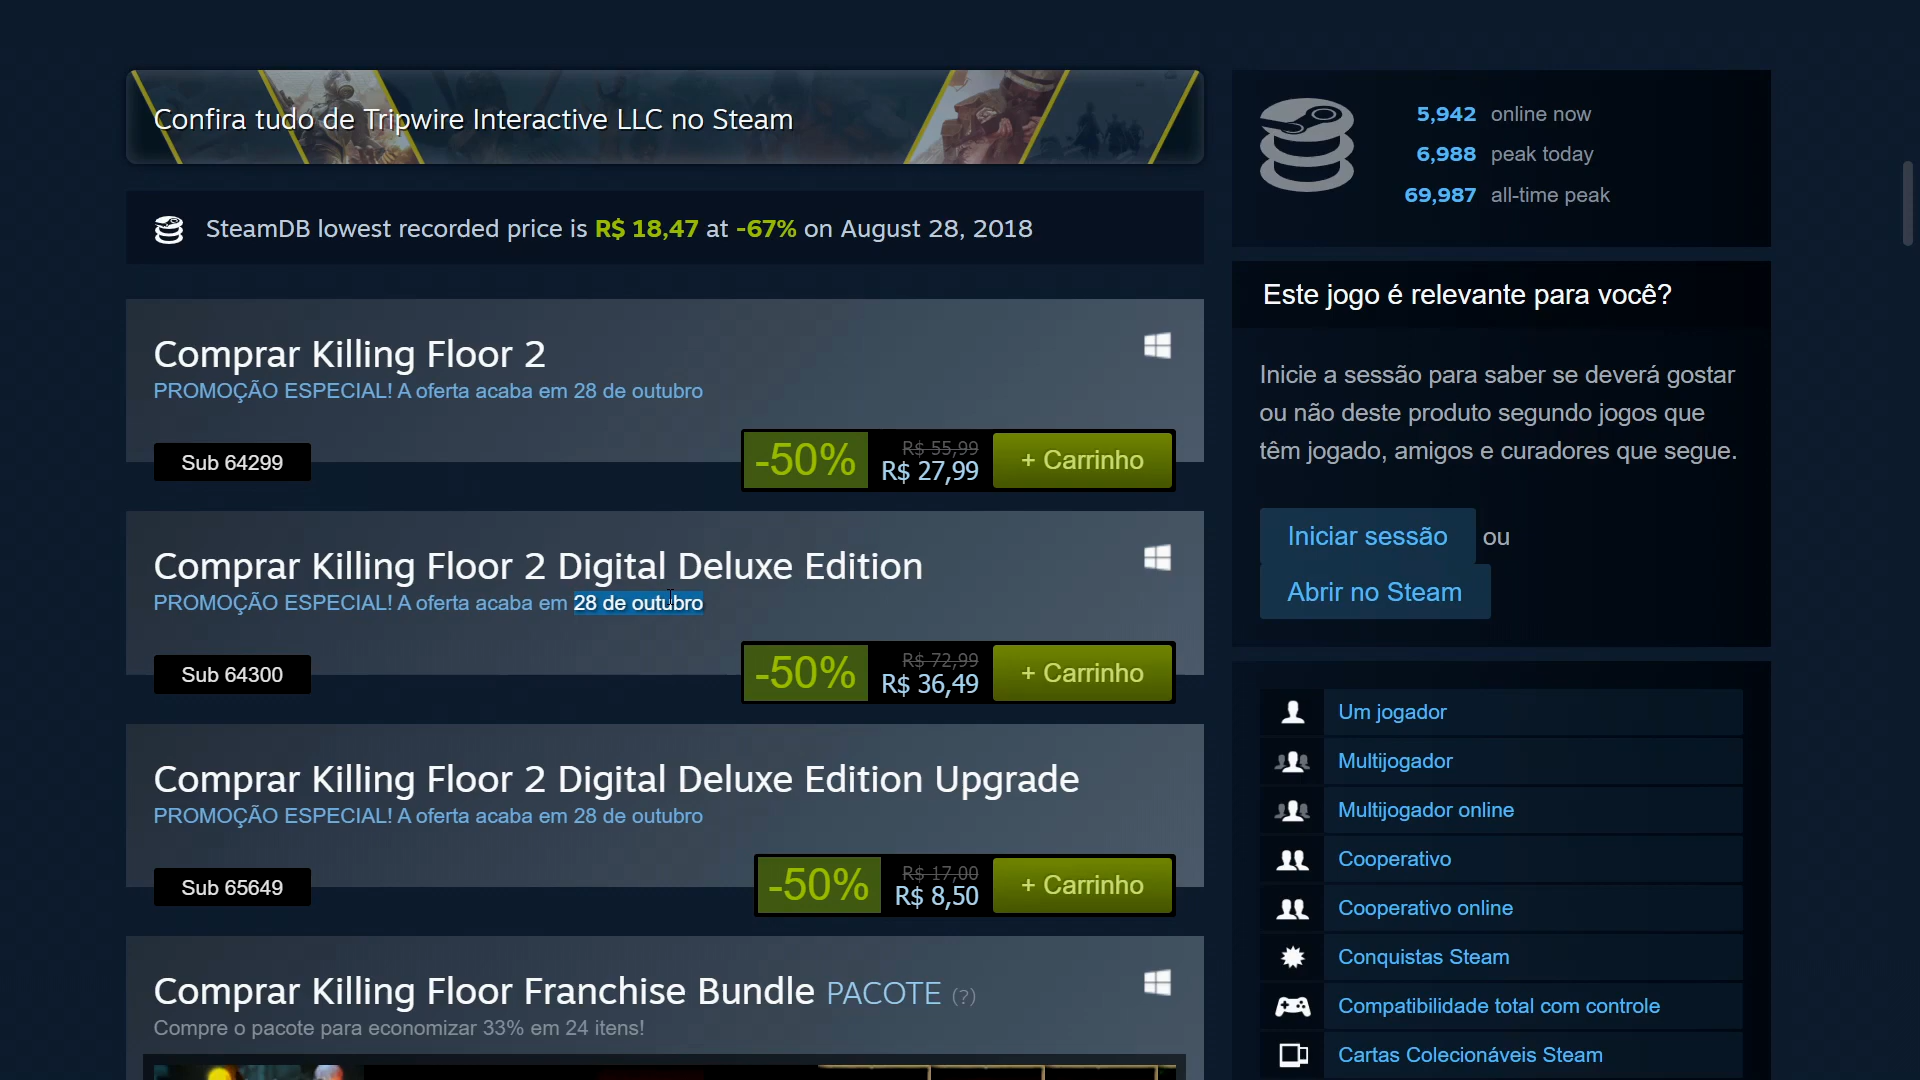 Confira tudo de Tripwire Interactive LLC no Steam
SteamDB lowest recorded price is R$ 18,47 at -67% on August 28, 2018
Comprar Killing Floor 2
PROMOÇÃO ESPECIAL! A oferta acaba em 28 de outubro
Sub 64299
-50%
R$ 55,99
R$ 27,99
+ Carrinho
Comprar Killing Floor 2 Digital Deluxe Edition
PROMOÇÃO ESPECIAL! A oferta acaba em 28 de outubro
Sub 64300
-50%
R$ 72,99
R$ 36,49
+ Carrinho
Comprar Killing Floor 2 Digital Deluxe Edition Upgrade
PROMOÇÃO ESPECIAL! A oferta acaba em 28 de outubro
Sub 65649
-50%
R$ 17,00
R$ 8,50
+ Carrinho
Comprar Killing Floor Franchise Bundle PACOTE (?)
Compre o pacote para economizar 33% em 24 itens!
5,942 online now
6,988 peak today
69,987 all-time peak
Este jogo é relevante para você?
Inicie a sessão para saber se deverá gostar
ou não deste produto segundo jogos que
têm jogado, amigos e curadores que segue.
Iniciar sessão ou
Abrir no Steam
Um jogador
Multijogador
Multijogador online
Cooperativo
Cooperativo online
Conquistas Steam
Compatibilidade total com controle
Cartas Colecionáveis Steam